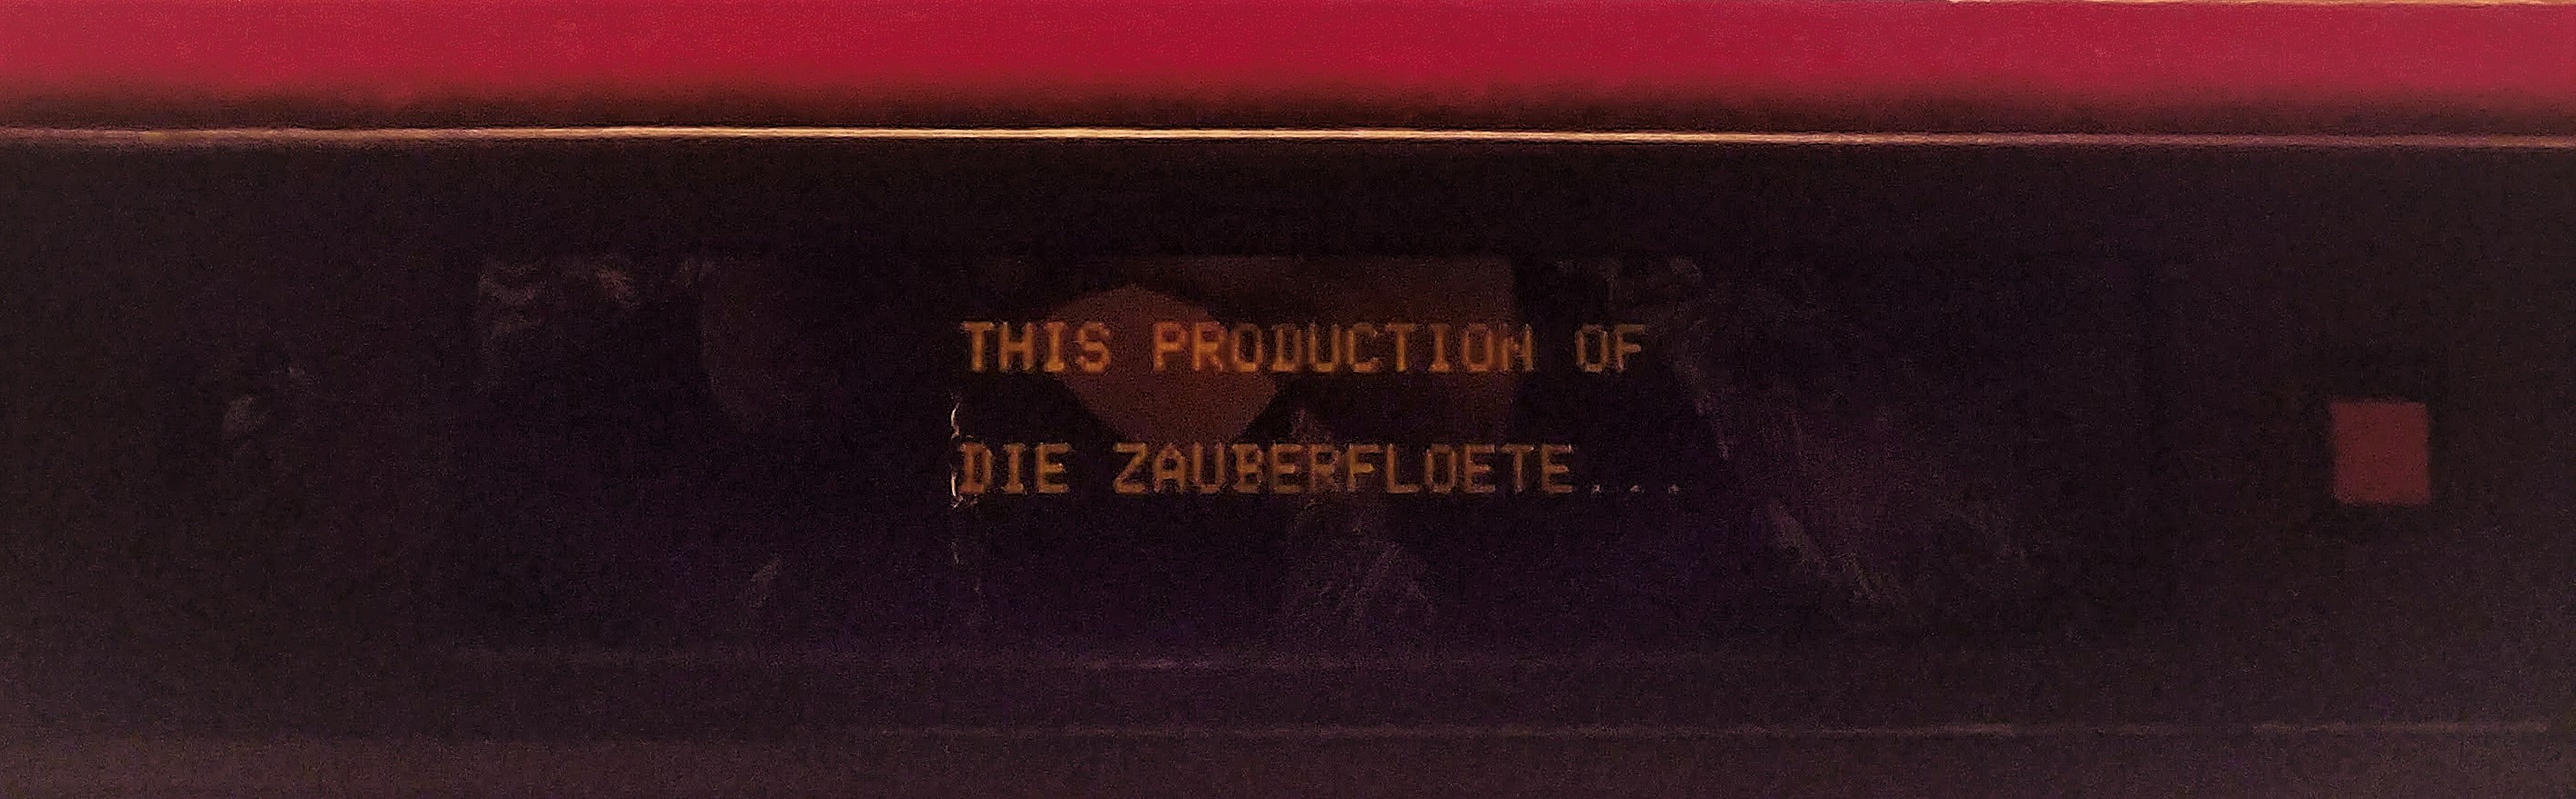 THIS PRODUCTION OF
DIE ZAUBERFLOETE...